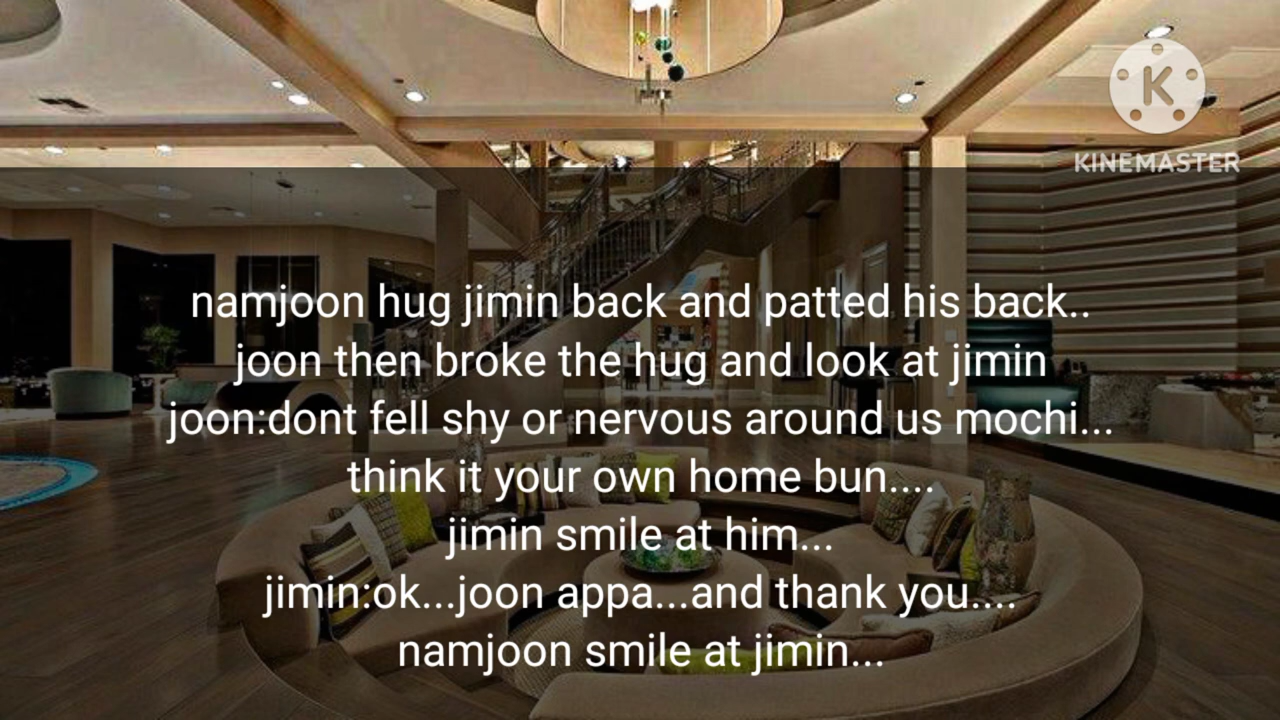 K
KINEMASTER
namjoon hug jimin back and patted his back..
joon then broke the hug and look at jimin
joon:dont fell shy or nervous around us mochi...
think it your own home bun....
jimin smile at him...
jimin:ok...joon appa...and thank you....
namjoon smile at jimin...